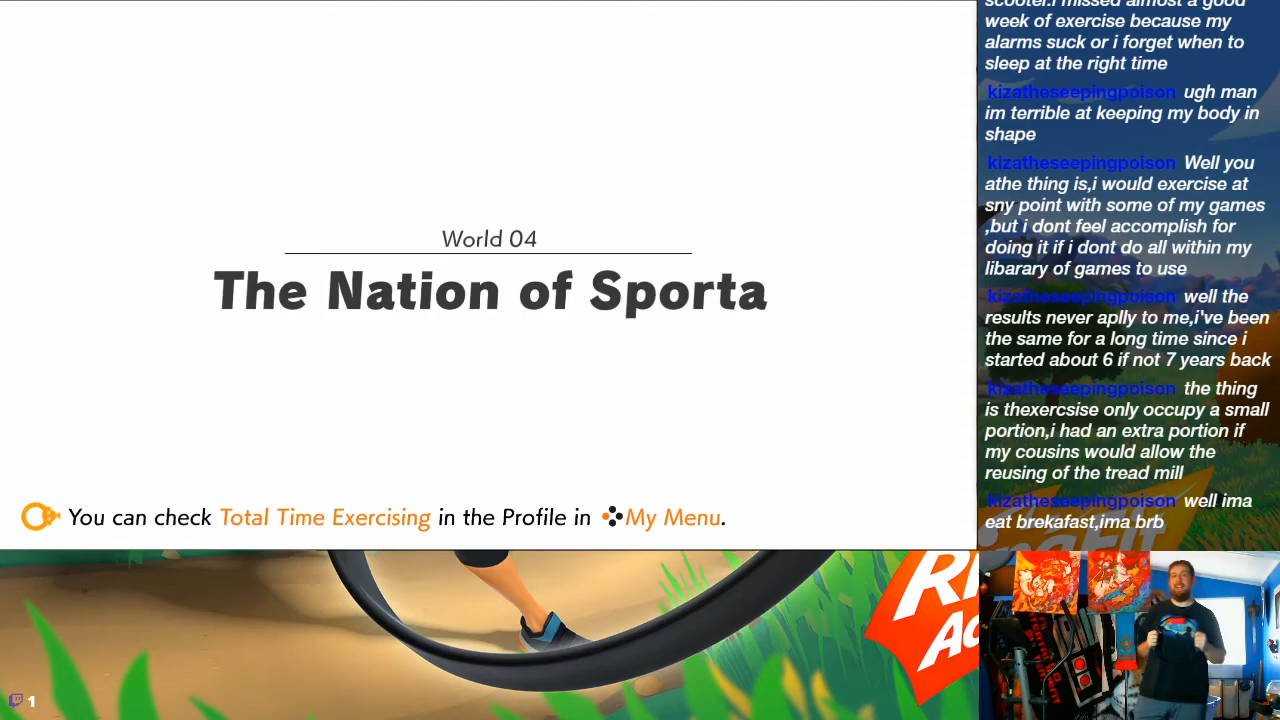 World 04
The Nation of Sporta
You can check Total Time Exercising in the Profile in My Menu.
scooter.i missed almost a good
week of exercise because my
alarms suck or i forget when to
sleep at the right time
kizatheseepingpoison ugh man
im terrible at keeping my body in
shape
kizatheseepingpoison Well you
athe thing is,i would exercise at
sny point with some of my games
,but i dont feel accomplish for
doing it if i dont do all within my
libarary of games to use
kizatheseepingpoison well the
results never aplly to me,i've been
the same for a long time since i
started about 6 if not 7 years back
kizatheseepingpoison the thing
is thexercsise only occupy a small
portion,i had an extra portion if
my cousins would allow the
reusing of the tread mill
kizatheseepingpoison well ima
eat brekafast,ima brb
1